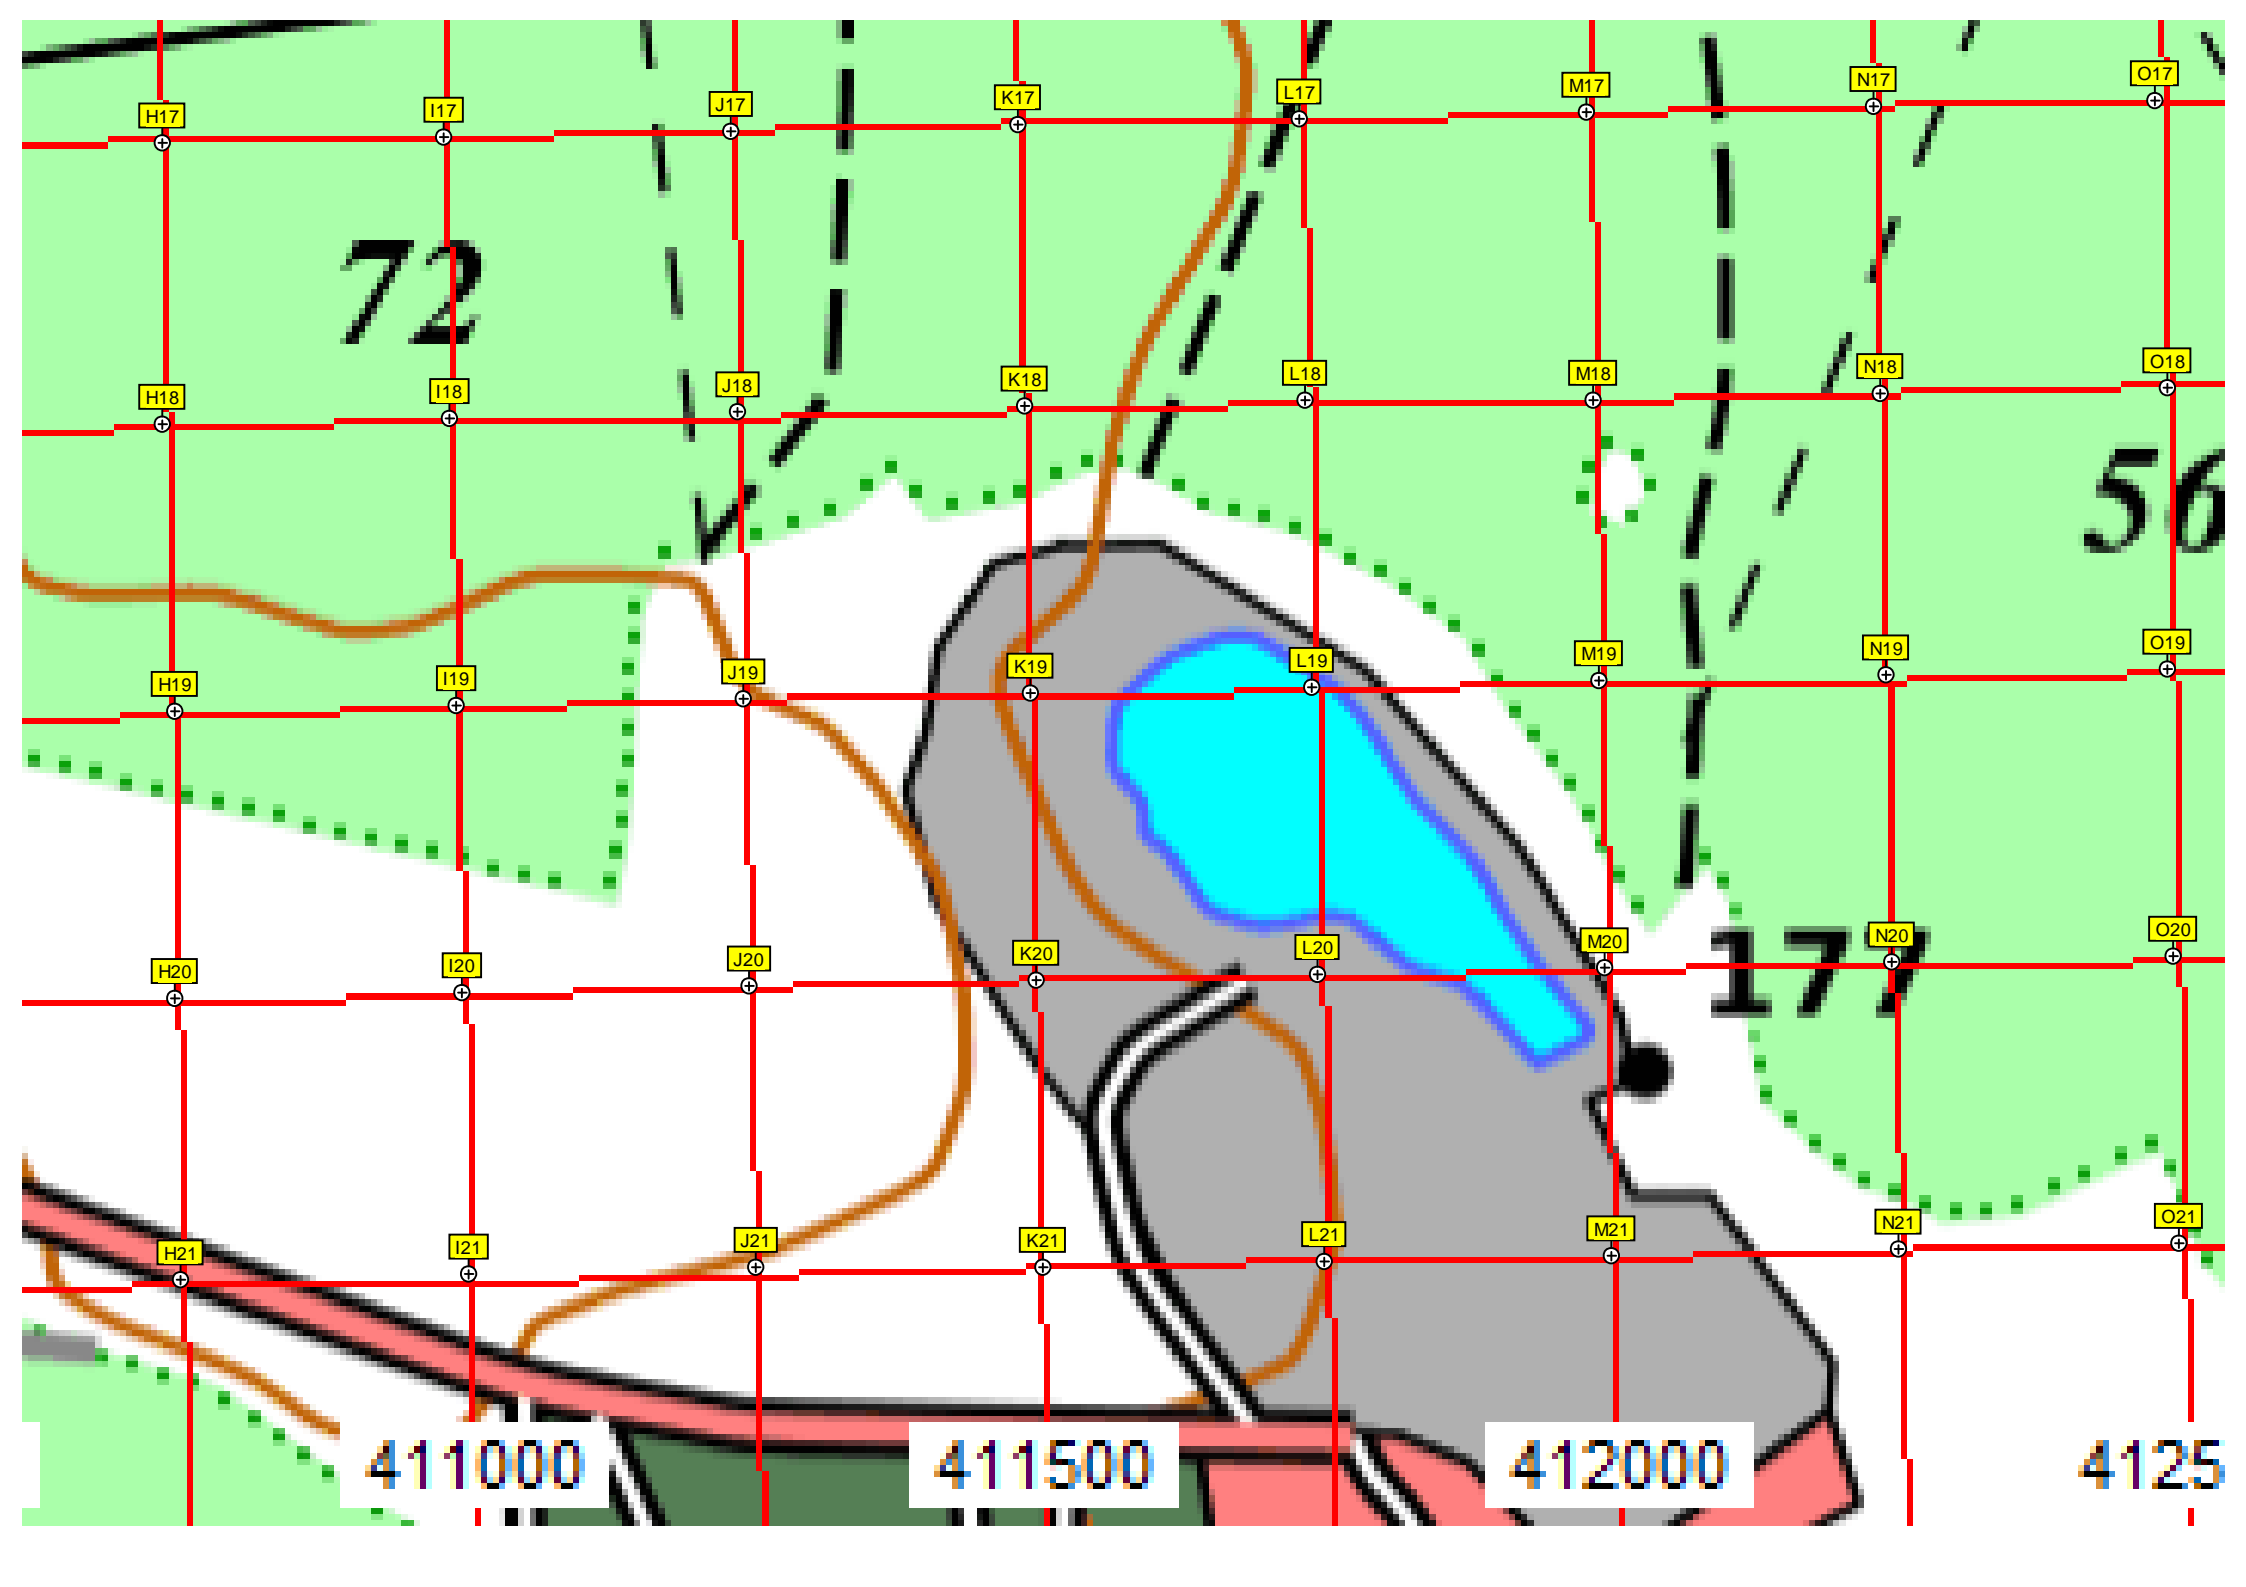 H17 I17 J17 K17 L17 M17 N17 O17
72
H18 I18 J18 K18 L18 M18 N18 O18
56
H19 I19 J19 K19 L19 M19 N19 O19
177
H20 I20 J20 K20 L20 M20 N20 O20
H21 I21 J21 K21 L21 M21 N21 O21
411000 411500 412000 4125